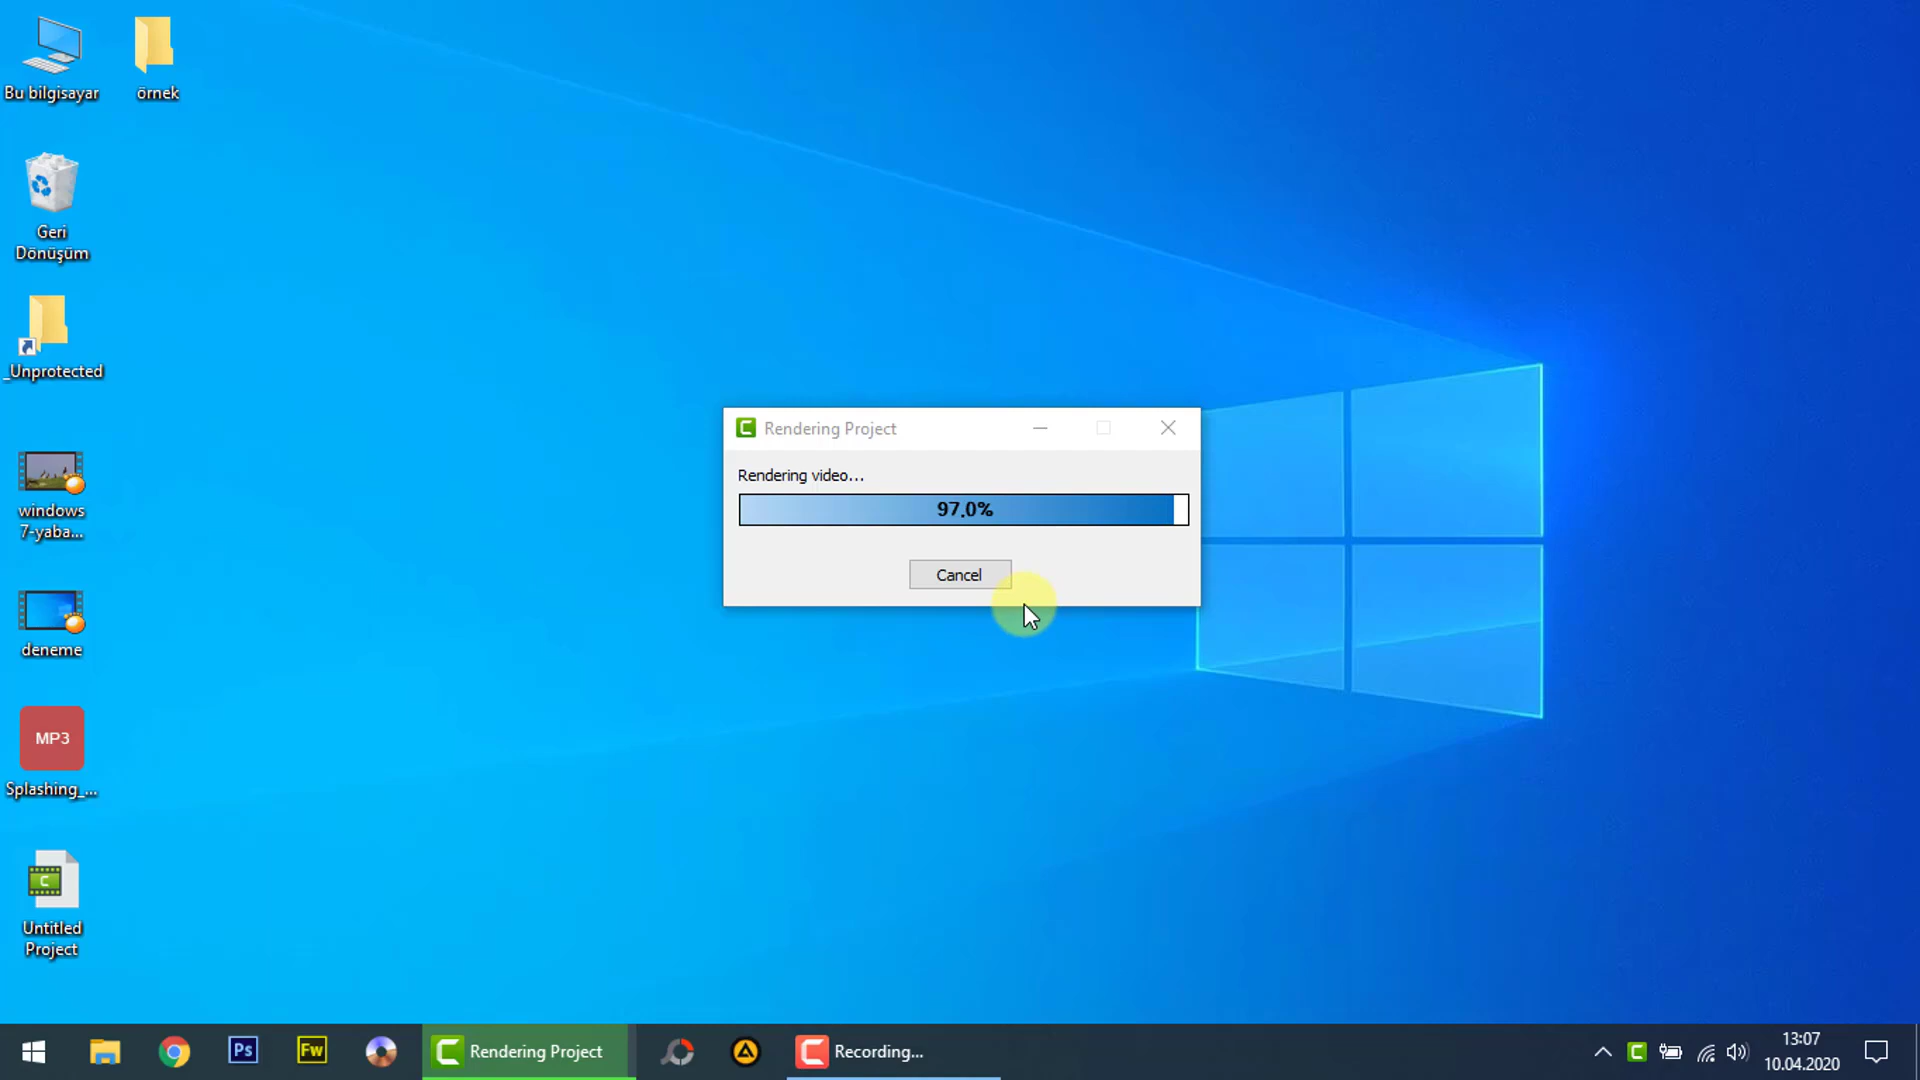 Bu bilgisayar
örnek
Geri
Dönüşüm
_Unprotected
windows
7-yaba...
deneme
MP3
Splashing_...
Untitled
Project
Rendering Project
Rendering video...
97.0%
Cancel
Ps
Fw
Rendering Project
Recording...
13:07
10.04.2020